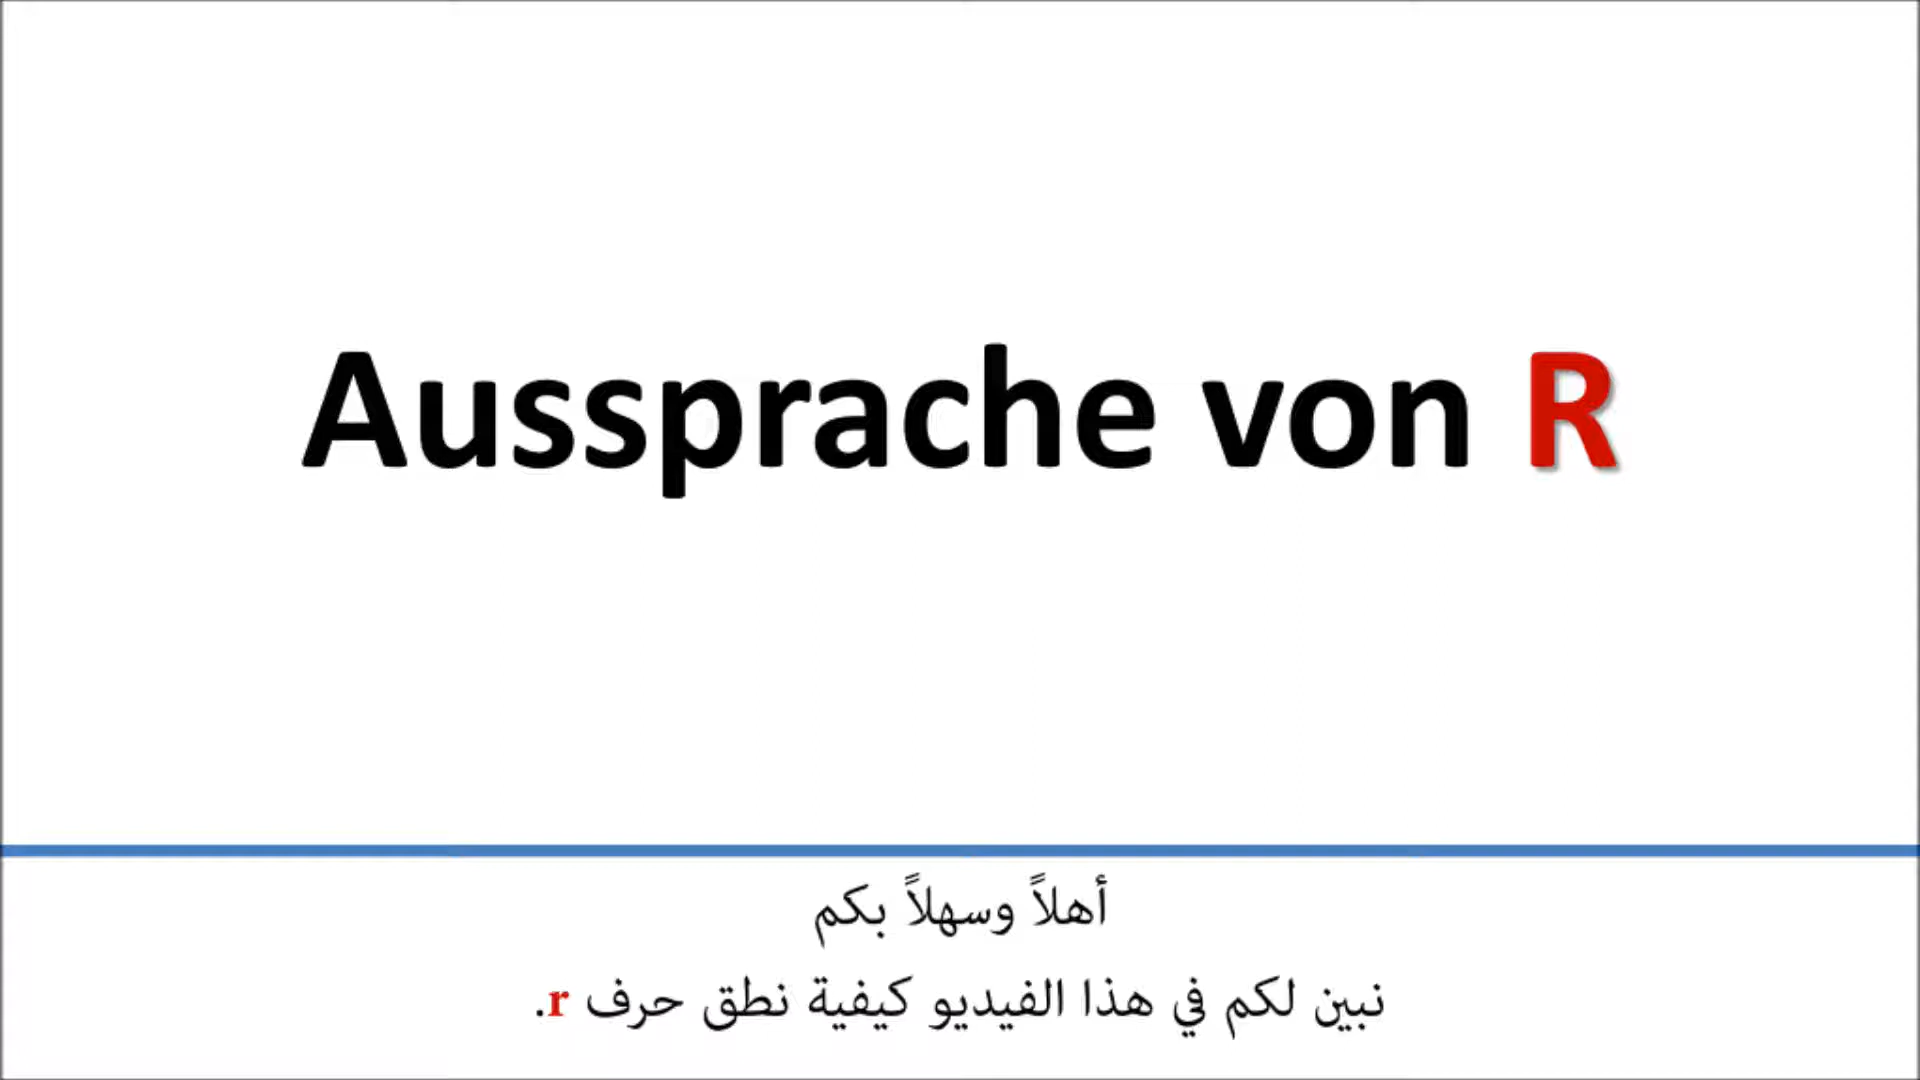 Aussprache von R
أهلاً وسهلاً بكم
نبين لكم في هذا الفيديو كيفية نطق حرف r.